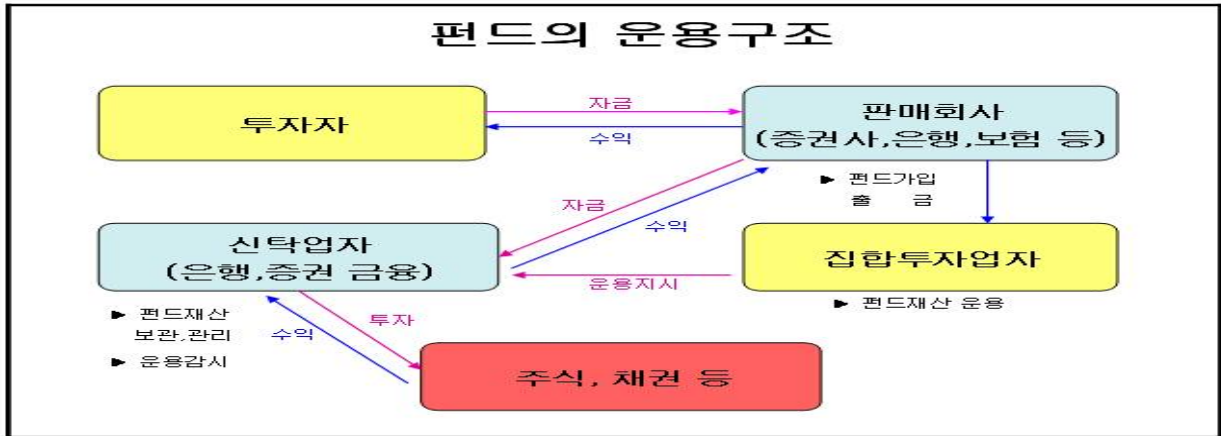 펀드의 운용구조
투자자
자금
수익
판매회사
(증권사,은행,보험 등)
▶ 펀드가입
출 금
자금
수익
신탁업자
(은행,증권 금융)
운용지시
집합투자업자
▶ 펀드재산 운용
▶ 펀드재산
보관,관리
▶ 운용감시
수익
투자
주식, 채권 등